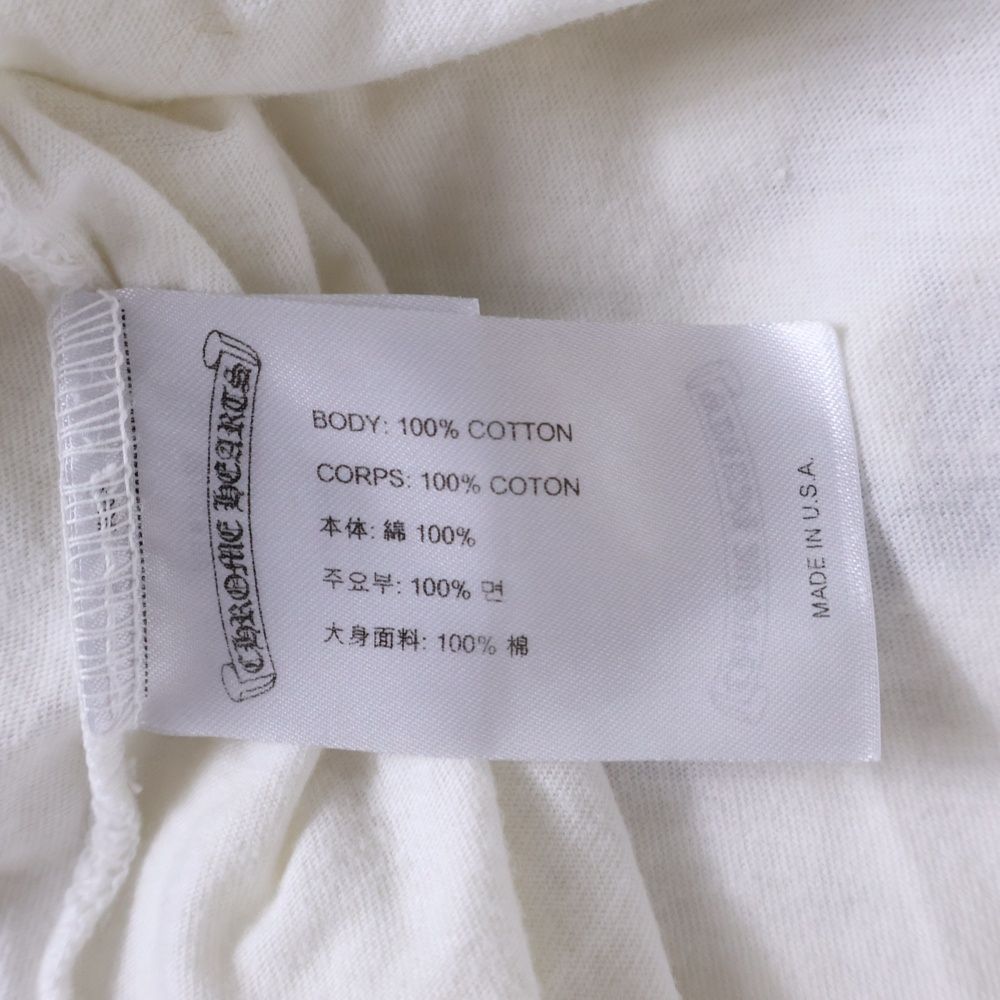 CHROME HEARTS
BODY: 100% COTTON
CORPS: 100% COTON
本体: 綿 100%
주요부: 100% 면
大身面料: 100% 棉
MADE IN U.S.A.